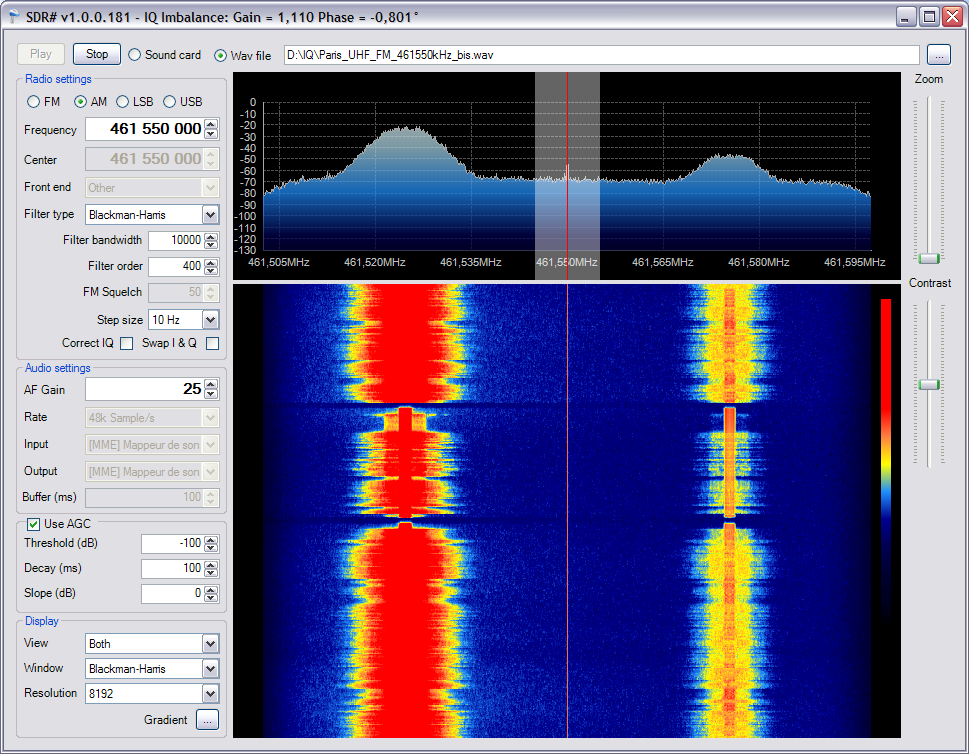 SDR# v1.0.0.181 - IQ Imbalance: Gain = 1,110 Phase = -0,801°
Play Stop Sound card Wav file D:\IQ\Paris_UHF_FM_461550kHz_bis.wav ...
Radio settings
FM AM LSB USB
Frequency 461 550 000
Center 461 550 000
Front end Other
Filter type Blackman-Harris
Filter bandwidth 10000
Filter order 400
FM Squelch 50
Step size 10 Hz
Correct IQ Swap I & Q
Audio settings
AF Gain 25
Rate 48k Sample/s
Input [MME] Mappeur de son
Output [MME] Mappeur de son
Buffer (ms) 100
Use AGC
Threshold (dB) -100
Decay (ms) 100
Slope (dB) 0
Display
View Both
Window Blackman-Harris
Resolution 8192
Gradient ...
0
-10
-20
-30
-40
-50
-60
-70
-80
-90
-100
-110
-120
-130
461,505MHz 461,520MHz 461,535MHz 461,550MHz 461,565MHz 461,580MHz 461,595MHz
Zoom
Contrast